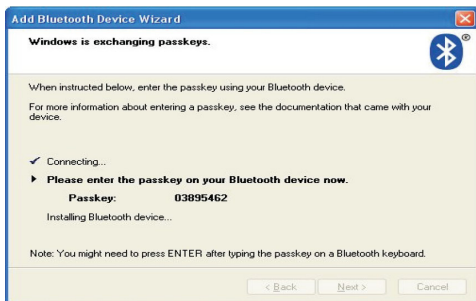 Add Bluetooth Device Wizard
Windows is exchanging passkeys.
®
When instructed below, enter the passkey using your Bluetooth device.
For more information about entering a passkey, see the documentation that came with your
device.
Connecting...
Please enter the passkey on your Bluetooth device now.
Passkey: 03895462
Installing Bluetooth device...
Note: You might need to press ENTER after typing the passkey on a Bluetooth keyboard.
< Back Next > Cancel